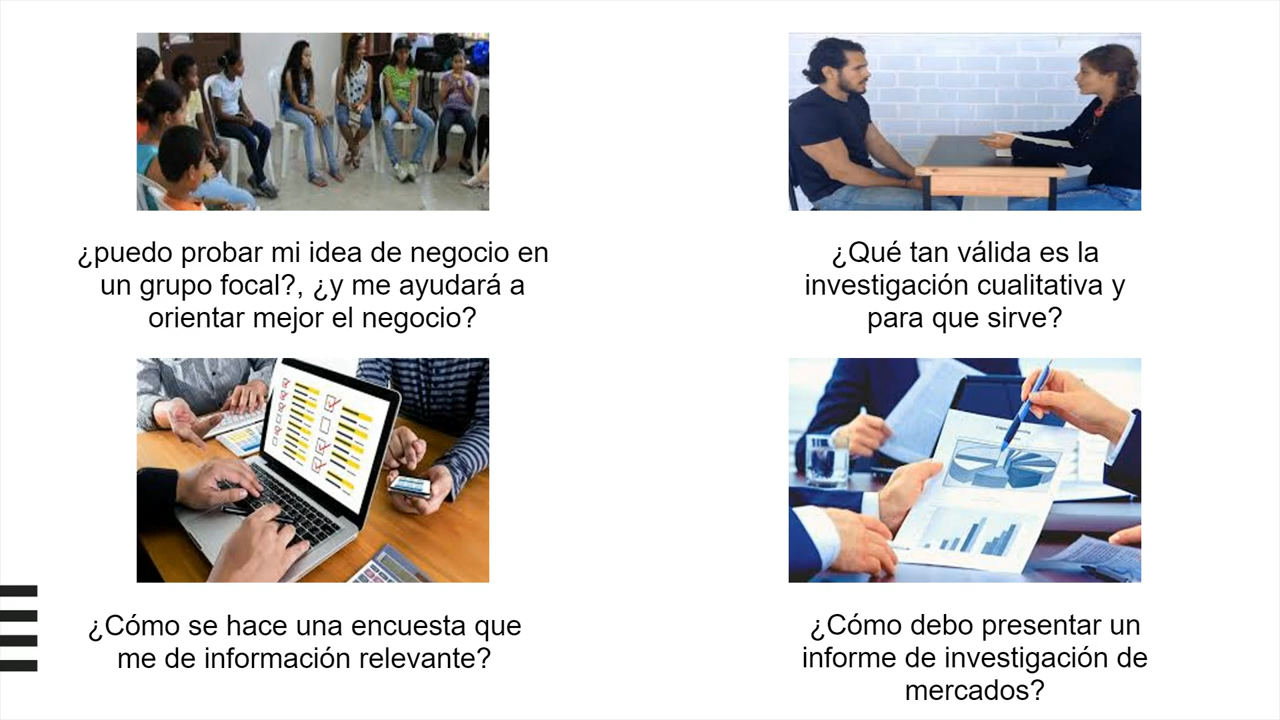 ¿puedo probar mi idea de negocio en
un grupo focal?, ¿y me ayudará a
orientar mejor el negocio?
¿Qué tan válida es la
investigación cualitativa y
para que sirve?
¿Cómo se hace una encuesta que
me de información relevante?
¿Cómo debo presentar un
informe de investigación de
mercados?